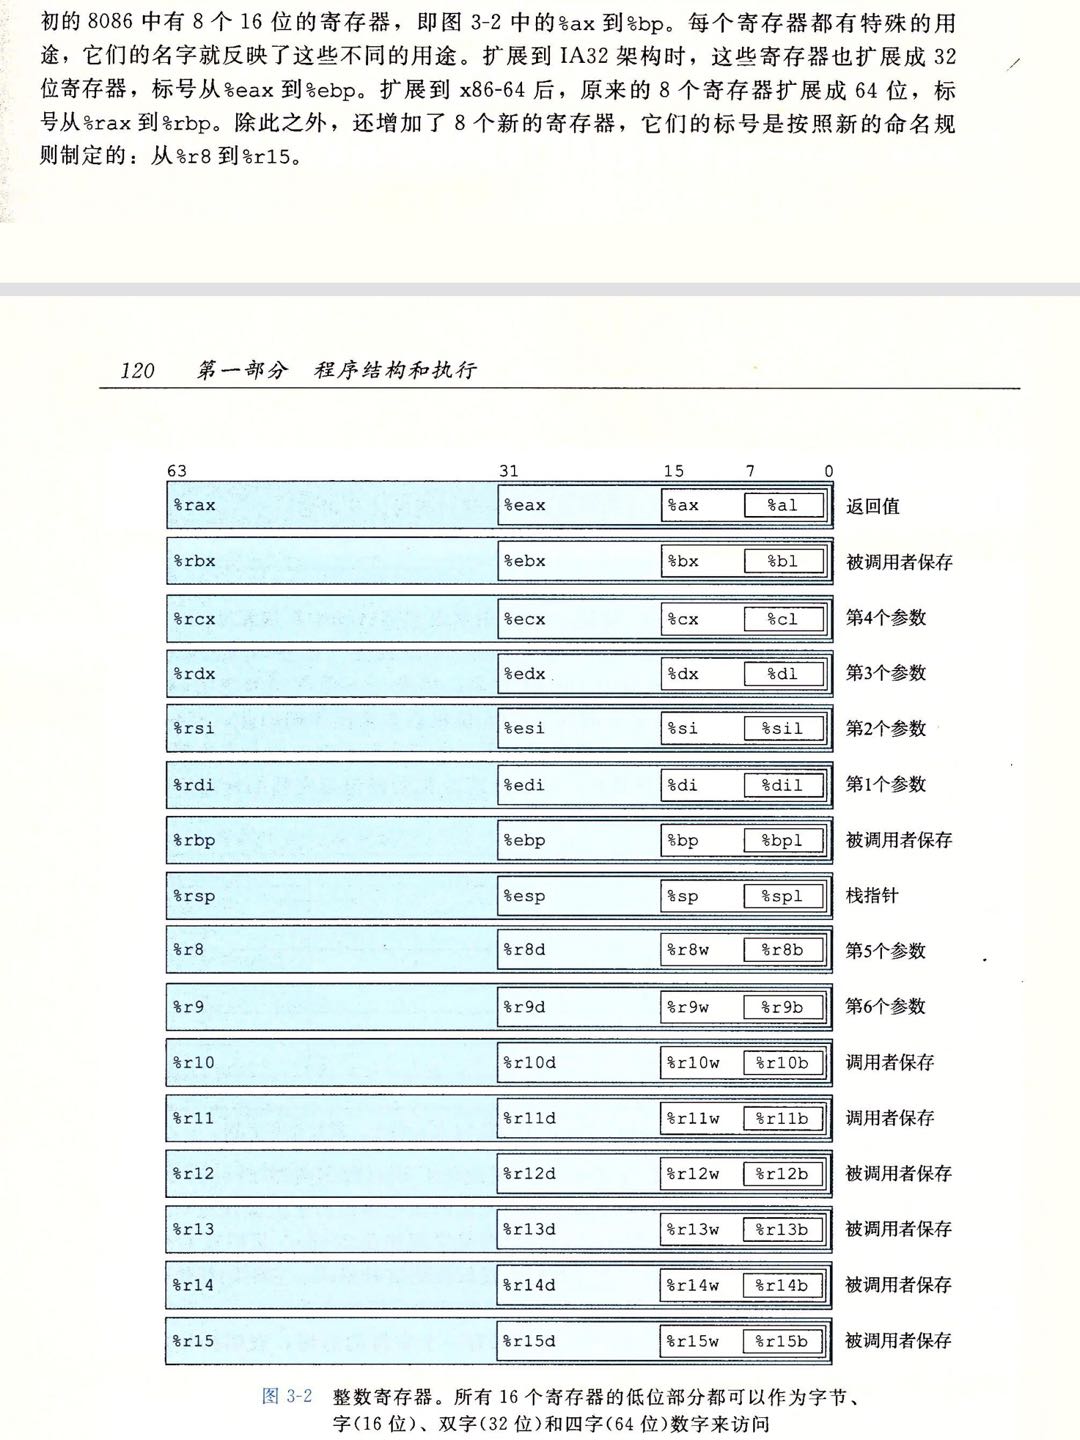 初的 8086 中有 8 个 16 位的寄存器，即图 3-2 中的%ax 到%bp。每个寄存器都有特殊的用
途，它们的名字就反映了这些不同的用途。扩展到 IA32 架构时，这些寄存器也扩展成 32
位寄存器，标号从%eax 到%ebp。扩展到 x86-64 后，原来的 8 个寄存器扩展成 64 位，标
号从%rax 到%rbp。除此之外，还增加了 8 个新的寄存器，它们的标号是按照新的命名规
则制定的：从%r8 到%r15。
120 第一部分 程序结构和执行
63 31 15 7 0
%rax %eax %ax %al 返回值
%rbx %ebx %bx %bl 被调用者保存
%rcx %ecx %cx %cl 第4个参数
%rdx %edx %dx %dl 第3个参数
%rsi %esi %si %sil 第2个参数
%rdi %edi %di %dil 第1个参数
%rbp %ebp %bp %bpl 被调用者保存
%rsp %esp %sp %spl 栈指针
%r8 %r8d %r8w %r8b 第5个参数
%r9 %r9d %r9w %r9b 第6个参数
%r10 %r10d %r10w %r10b 调用者保存
%r11 %r11d %r11w %r11b 调用者保存
%r12 %r12d %r12w %r12b 被调用者保存
%r13 %r13d %r13w %r13b 被调用者保存
%r14 %r14d %r14w %r14b 被调用者保存
%r15 %r15d %r15w %r15b 被调用者保存
图 3-2 整数寄存器。所有 16 个寄存器的低位部分都可以作为字节、
字(16 位)、双字(32 位)和四字(64 位)数字来访问